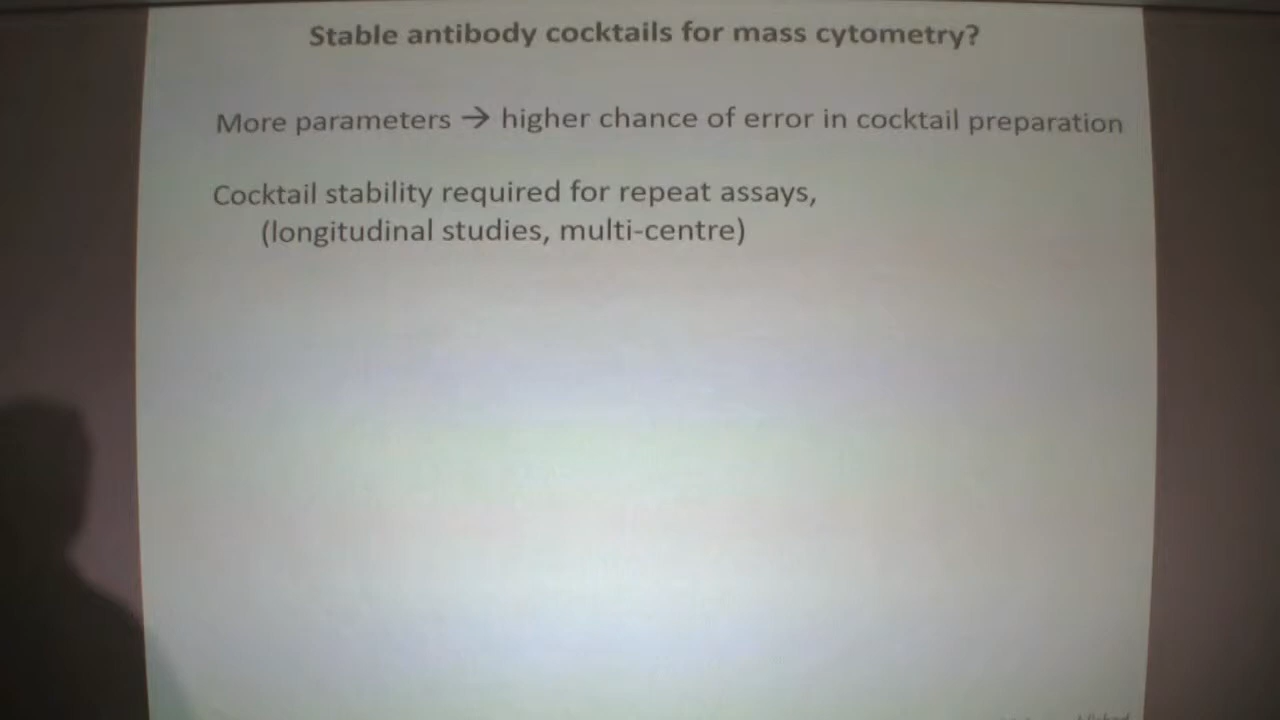 Stable antibody cocktails for mass cytometry?
More parameters → higher chance of error in cocktail preparation
Cocktail stability required for repeat assays,
(longitudinal studies, multi-centre)